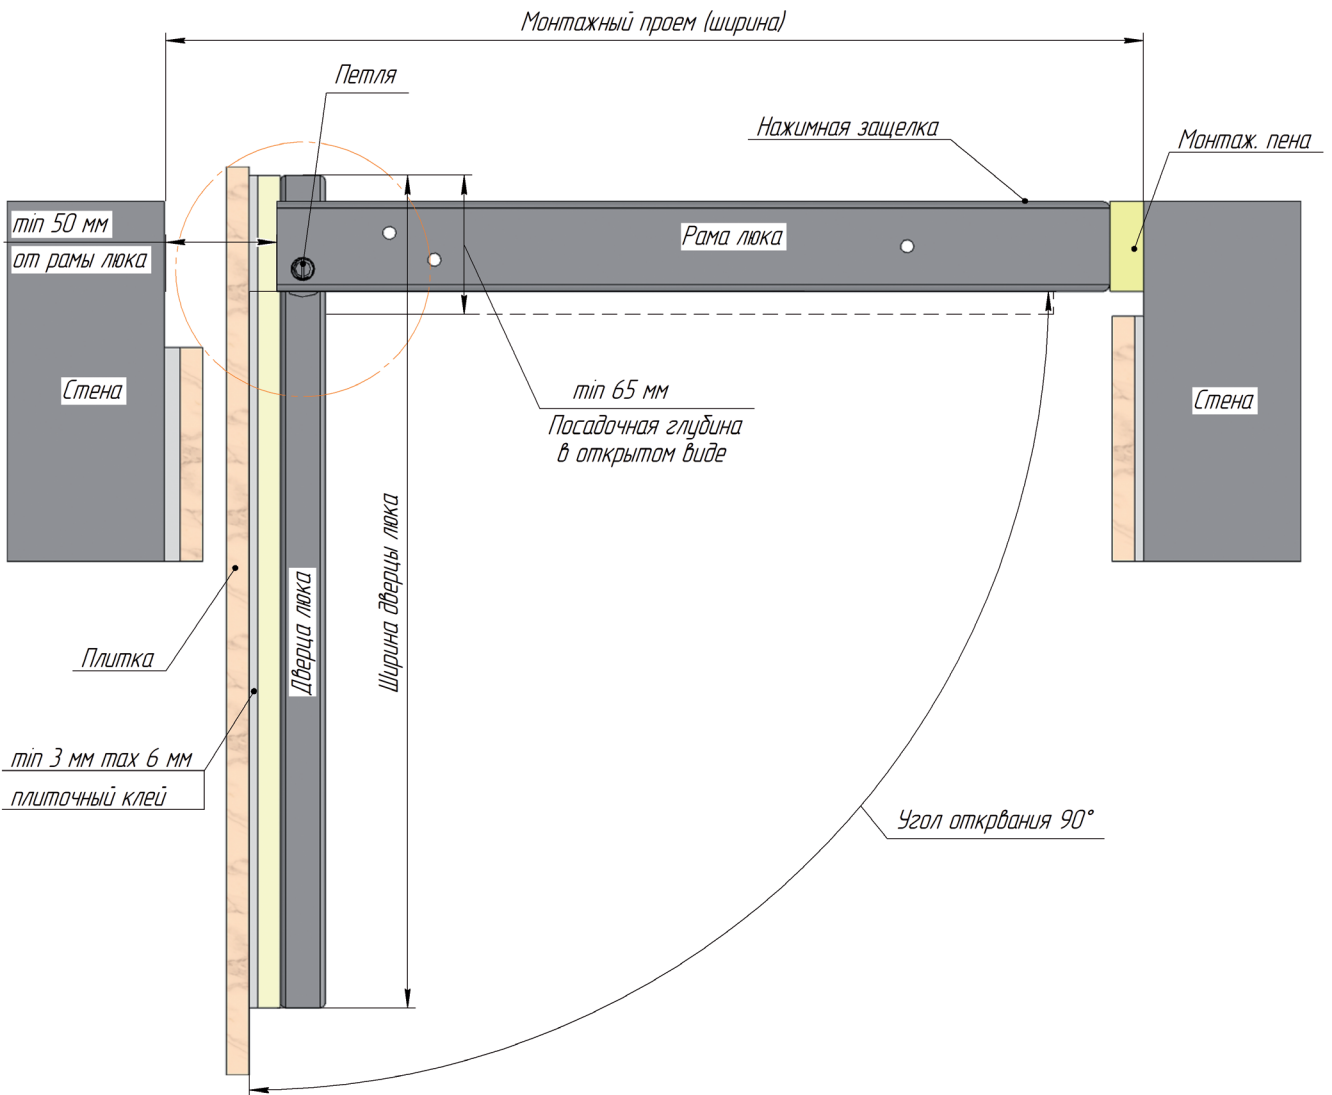 Монтажный проем (ширина)
Петля
Нажимная защелка
Монтаж. пена
min 50 мм
от рамы люка
Рама люка
Стена
min 65 мм
Посадочная глубина
в открытом виде
Стена
Ширина дверцы люка
Дверца люка
Плитка
min 3 мм max 6 мм
плиточный клей
Угол откр­вания 90°